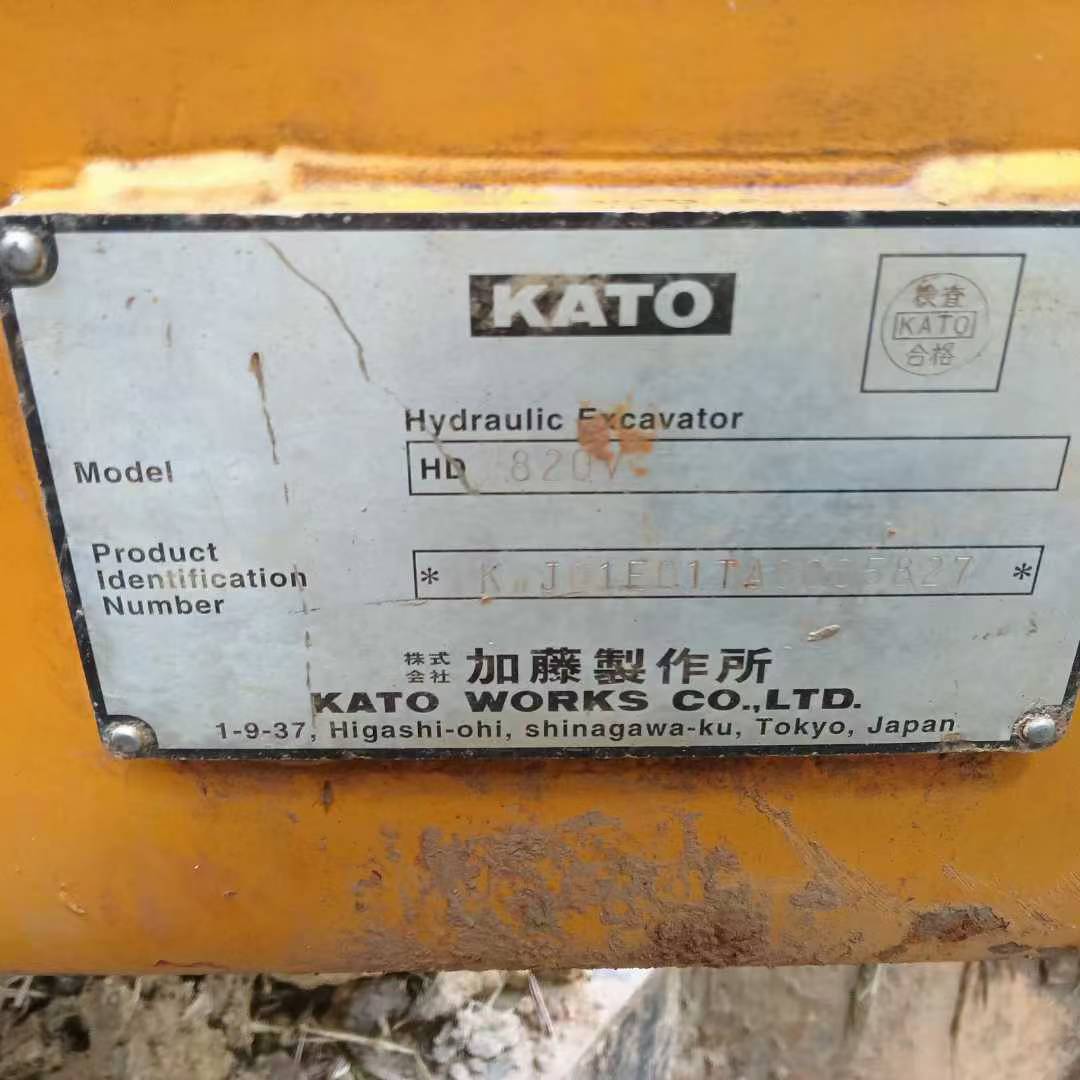 KATO
検査
KATO
合格
Hydraulic Excavator
Model
HD 820V
Product
Identification
Number
株式
会社
加藤製作所
KATO WORKS CO.,LTD.
1-9-37, Higashi-ohi, shinagawa-ku, Tokyo, Japan